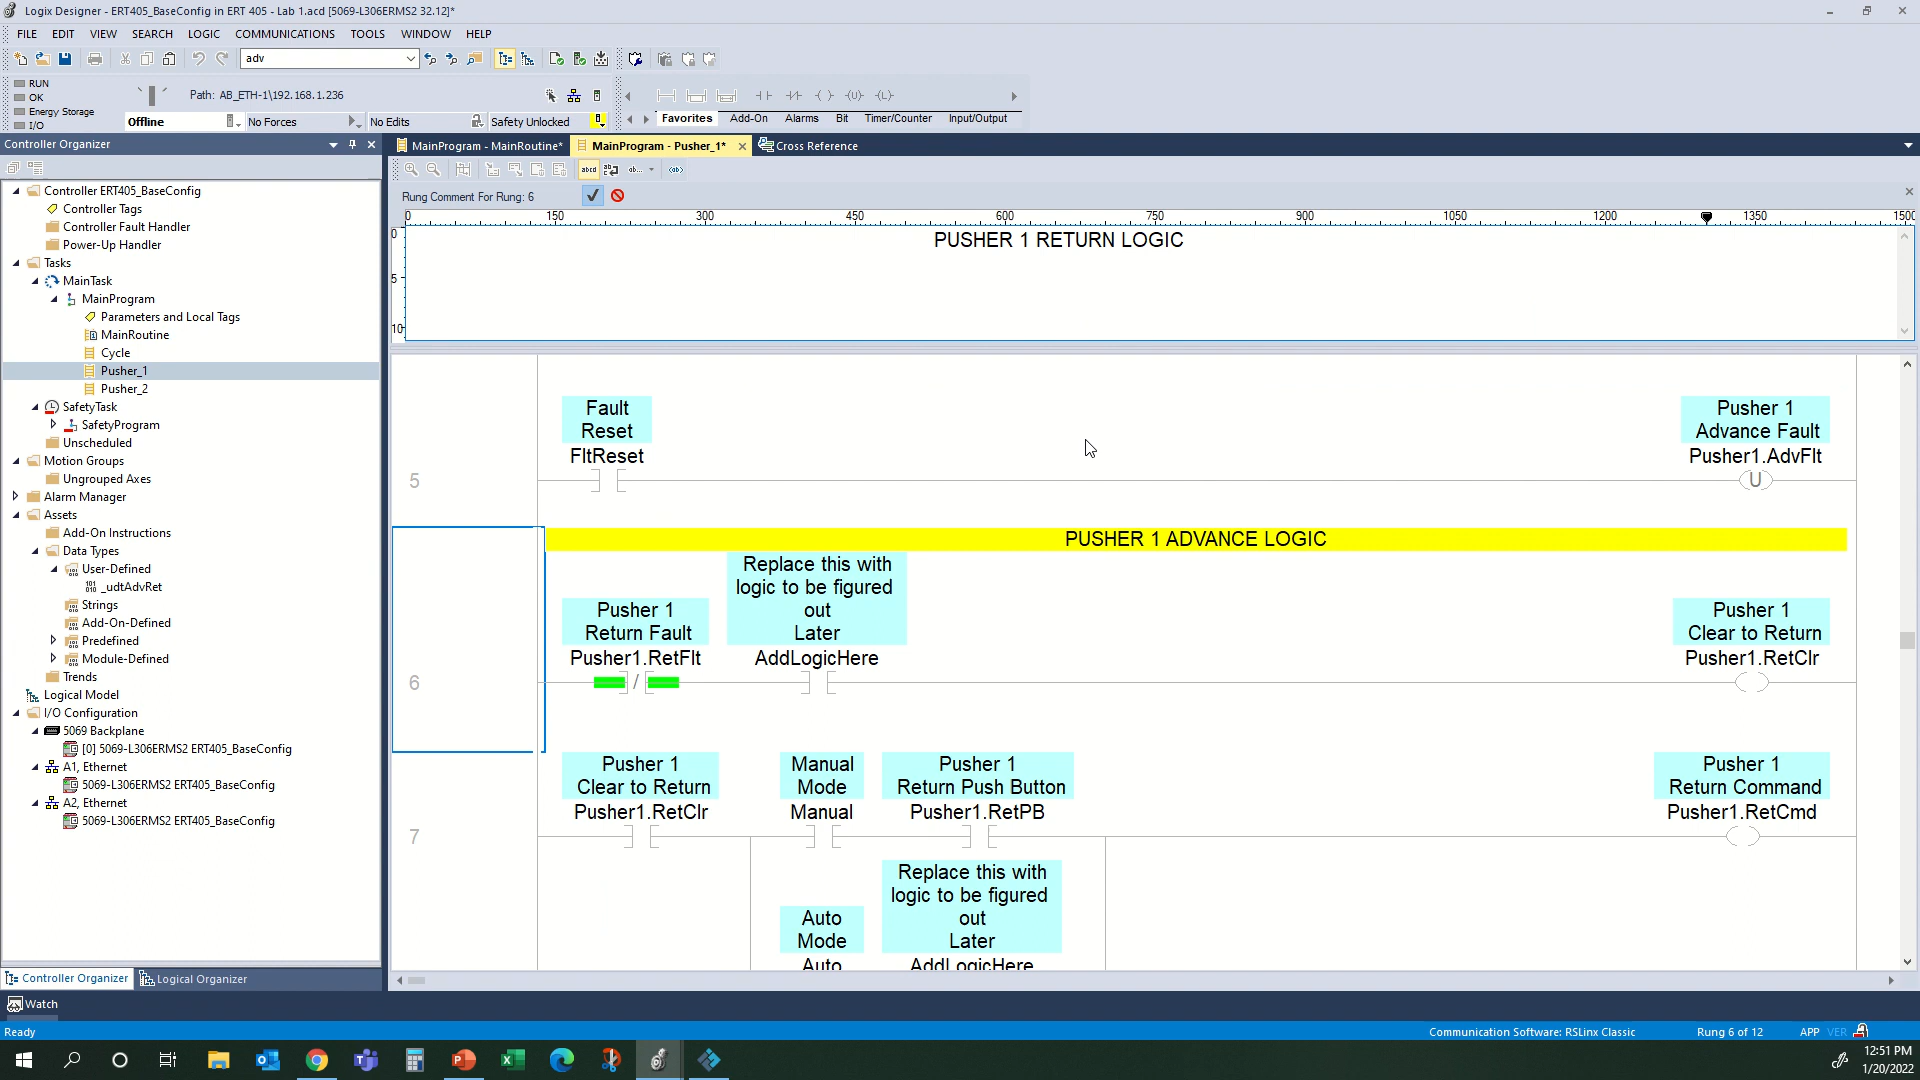 Logix Designer - ERT405_BaseConfig in ERT 405 - Lab 1.acd [5069-L306ERMS2 32.12]*
FILE EDIT VIEW SEARCH LOGIC COMMUNICATIONS TOOLS WINDOW HELP
adv
RUN
OK
Energy Storage
I/O
Path: AB_ETH-1\192.168.1.236
Offline No Forces No Edits Safety Unlocked
Favorites Add-On Alarms Bit Timer/Counter Input/Output
Controller Organizer
MainProgram - MainRoutine* MainProgram - Pusher_1* Cross Reference
Rung Comment For Rung: 6
0 150 300 450 600 750 900 1050 1200 1350 1500
0
5
10
PUSHER 1 RETURN LOGIC
Controller ERT405_BaseConfig
Controller Tags
Controller Fault Handler
Power-Up Handler
Tasks
MainTask
MainProgram
Parameters and Local Tags
MainRoutine
Cycle
Pusher_1
Pusher_2
SafetyTask
SafetyProgram
Unscheduled
Motion Groups
Ungrouped Axes
Alarm Manager
Assets
Add-On Instructions
Data Types
User-Defined
_udtAdvRet
Strings
Add-On-Defined
Predefined
Module-Defined
Trends
Logical Model
I/O Configuration
5069 Backplane
[0] 5069-L306ERMS2 ERT405_BaseConfig
A1, Ethernet
5069-L306ERMS2 ERT405_BaseConfig
A2, Ethernet
5069-L306ERMS2 ERT405_BaseConfig
Controller Organizer Logical Organizer
Fault
Reset
FltReset
Pusher 1
Advance Fault
Pusher1.AdvFlt
5
U
PUSHER 1 ADVANCE LOGIC
Pusher 1
Return Fault
Pusher1.RetFlt
Replace this with
logic to be figured
out
Later
AddLogicHere
Pusher 1
Clear to Return
Pusher1.RetClr
6
Pusher 1
Clear to Return
Pusher1.RetClr
Manual
Mode
Manual
Pusher 1
Return Push Button
Pusher1.RetPB
Pusher 1
Return Command
Pusher1.RetCmd
7
Auto
Mode
Auto
Replace this with
logic to be figured
out
Later
AddLogicHere
Watch
Ready
Communication Software: RSLinx Classic
Rung 6 of 12
APP VER
12:51 PM
1/20/2022